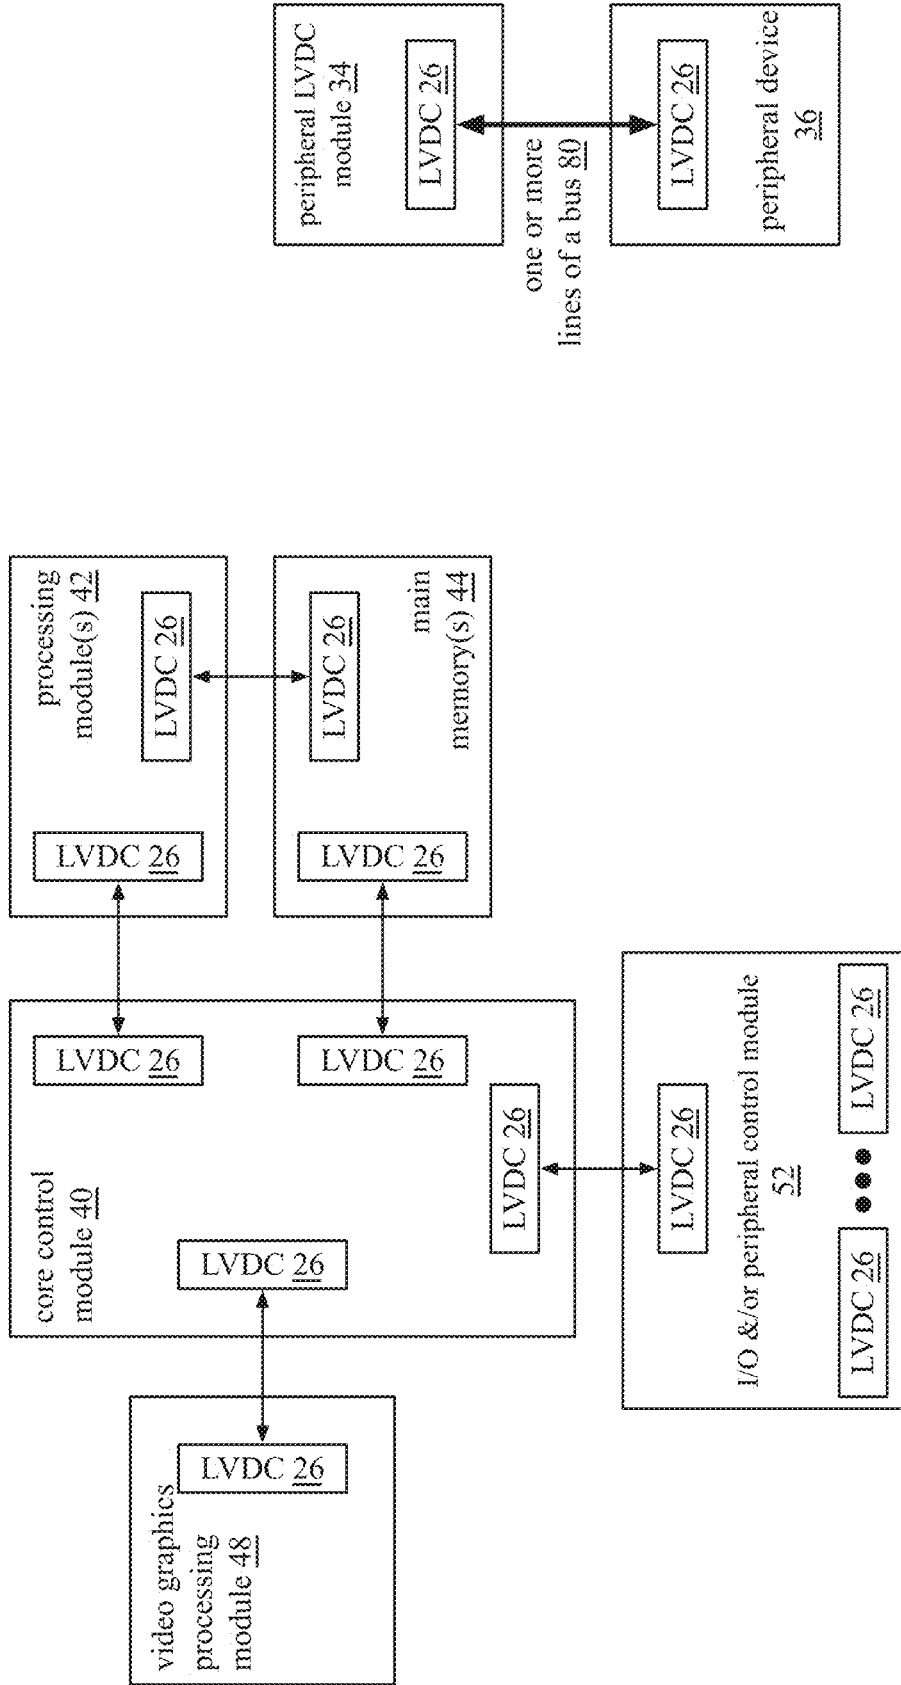 video graphics
processing
module 48
LVDC 26
core control
module 40
LVDC 26
LVDC 26
LVDC 26
LVDC 26
processing
module(s) 42
LVDC 26
LVDC 26
main
memory(s) 44
LVDC 26
LVDC 26
I/O &/or peripheral control module
52
LVDC 26
LVDC 26
LVDC 26
peripheral LVDC
module 34
LVDC 26
one or more
lines of a bus 80
LVDC 26
peripheral device
36